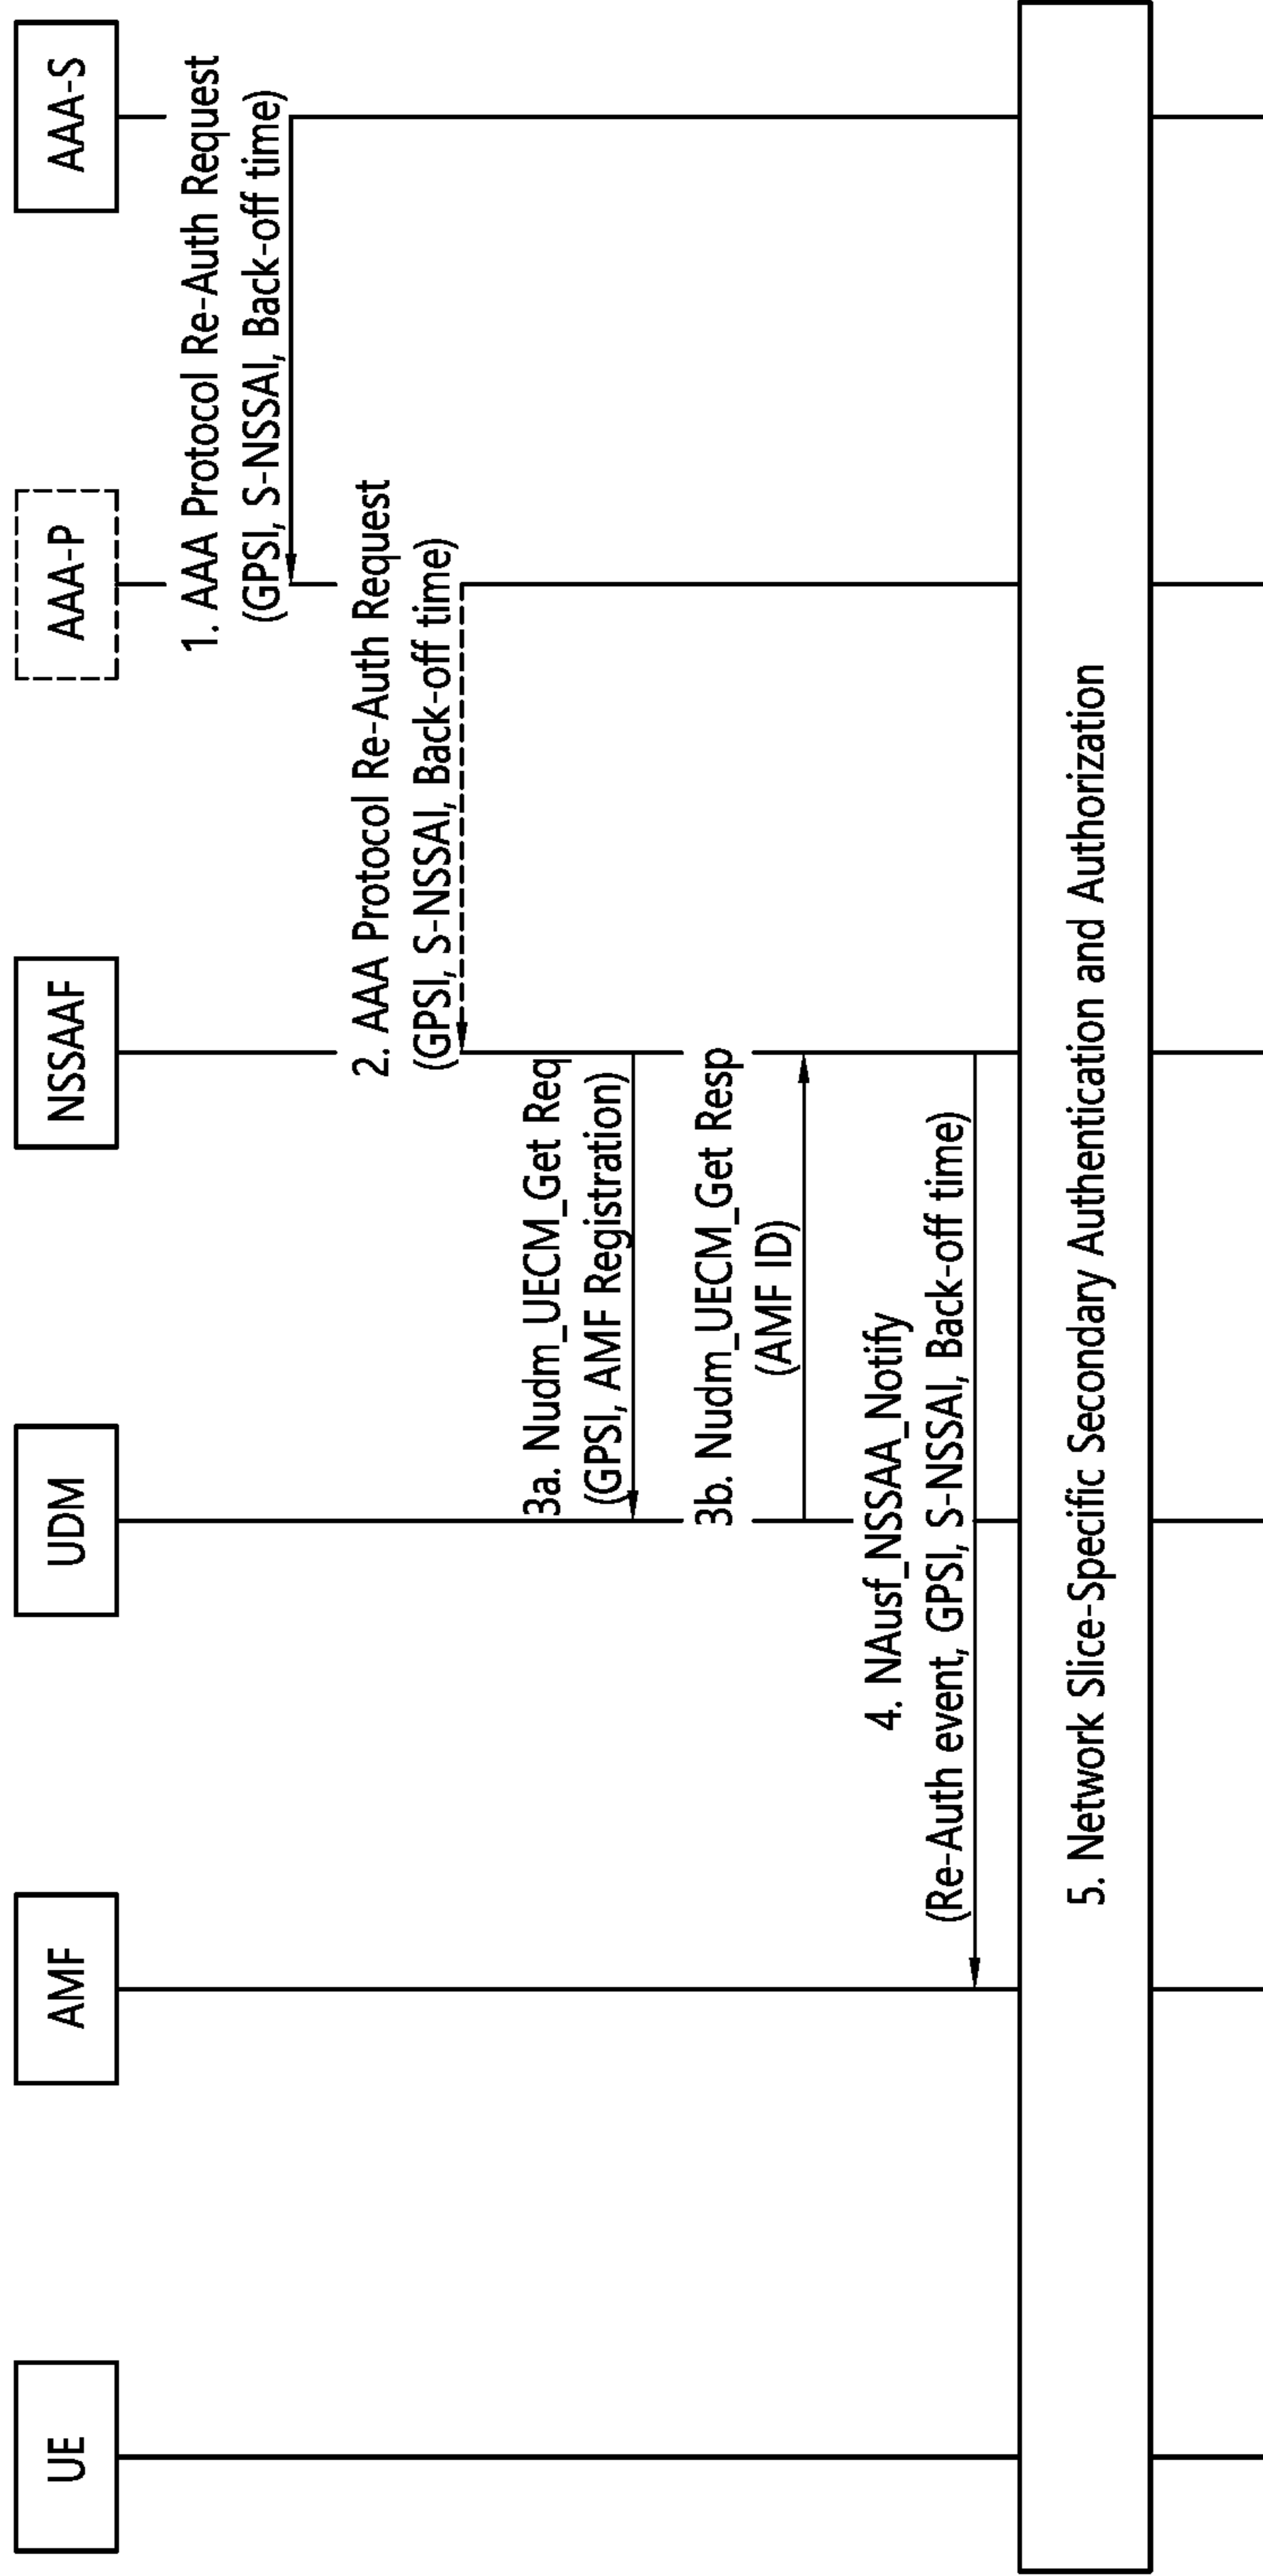 UE
AMF
UDM
NSSAAF
AAA-P
AAA-S
1. AAA Protocol Re-Auth Request
(GPSI, S-NSSAI, Back-off time)
2. AAA Protocol Re-Auth Request
(GPSI, S-NSSAI, Back-off time)
3a. Nudm_UECM_Get Req
(GPSI, AMF Registration)
3b. Nudm_UECM_Get Resp
(AMF ID)
4. NAusf_NSSAA_Notify
(Re-Auth event, GPSI, S-NSSAI, Back-off time)
5. Network Slice-Specific Secondary Authentication and Authorization